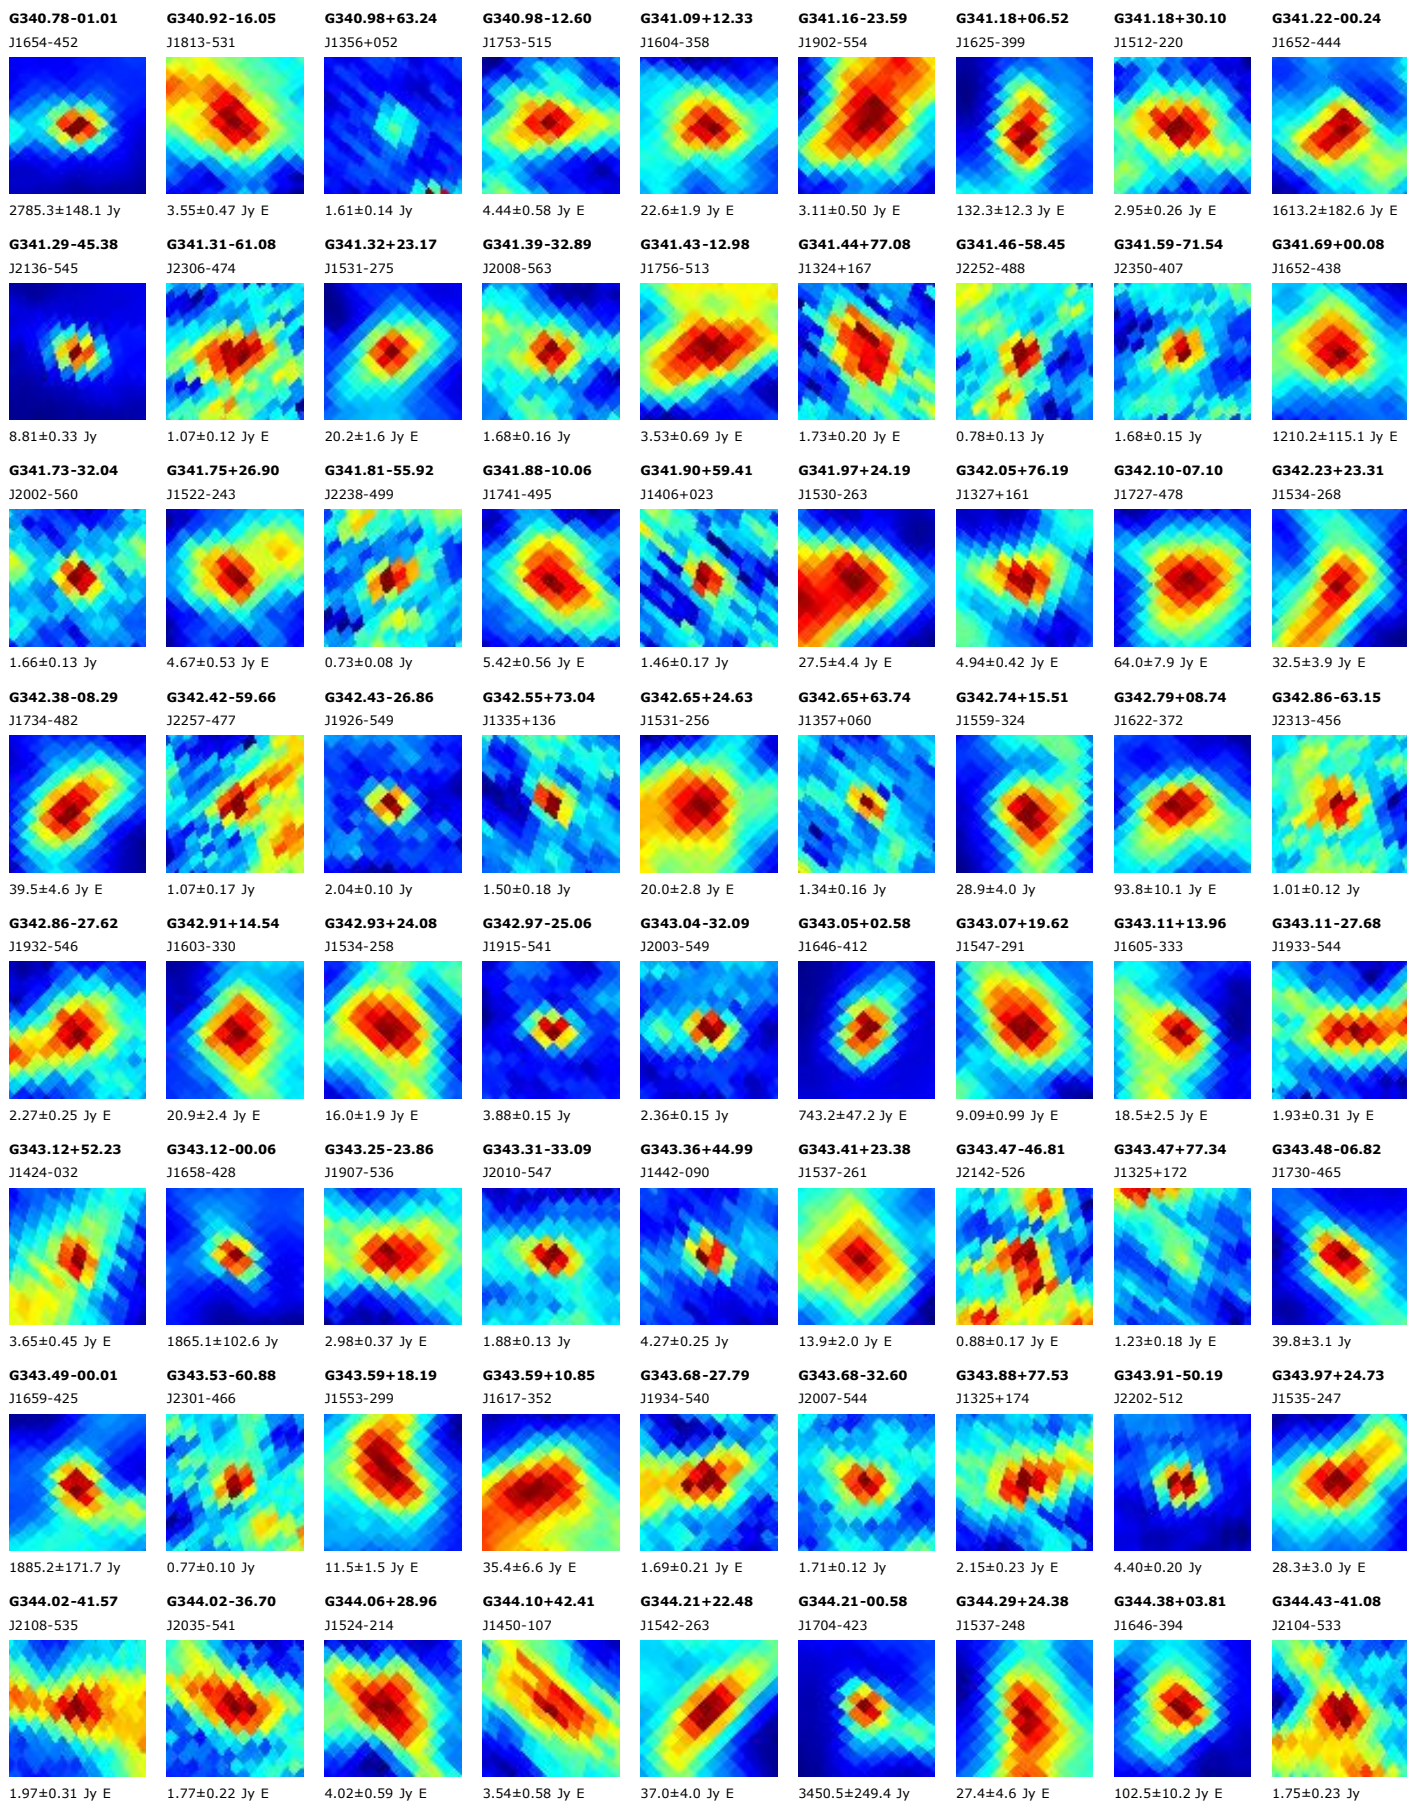 G340.78-01.01 G340.92-16.05 G340.98+63.24 G340.98-12.60 G341.09+12.33 G341.16-23.59 G341.18+06.52 G341.18+30.10 G341.22-00.24
J1654-452 J1813-531 J1356+052 J1753-515 J1604-358 J1902-554 J1625-399 J1512-220 J1652-444
2785.3±148.1 Jy 3.55±0.47 Jy E 1.61±0.14 Jy 4.44±0.58 Jy E 22.6±1.9 Jy E 3.11±0.50 Jy E 132.3±12.3 Jy E 2.95±0.26 Jy E 1613.2±182.6 Jy E
G341.29-45.38 G341.31-61.08 G341.32+23.17 G341.39-32.89 G341.43-12.98 G341.44+77.08 G341.46-58.45 G341.59-71.54 G341.69+00.08
J2136-545 J2306-474 J1531-275 J2008-563 J1756-513 J1324+167 J2252-488 J2350-407 J1652-438
8.81±0.33 Jy 1.07±0.12 Jy E 20.2±1.6 Jy E 1.68±0.16 Jy 3.53±0.69 Jy E 1.73±0.20 Jy E 0.78±0.13 Jy 1.68±0.15 Jy 1210.2±115.1 Jy E
G341.73-32.04 G341.75+26.90 G341.81-55.92 G341.88-10.06 G341.90+59.41 G341.97+24.19 G342.05+76.19 G342.10-07.10 G342.23+23.31
J2002-560 J1522-243 J2238-499 J1741-495 J1406+023 J1530-263 J1327+161 J1727-478 J1534-268
1.66±0.13 Jy 4.67±0.53 Jy E 0.73±0.08 Jy 5.42±0.56 Jy E 1.46±0.17 Jy 27.5±4.4 Jy E 4.94±0.42 Jy E 64.0±7.9 Jy E 32.5±3.9 Jy E
G342.38-08.29 G342.42-59.66 G342.43-26.86 G342.55+73.04 G342.65+24.63 G342.65+63.74 G342.74+15.51 G342.79+08.74 G342.86-63.15
J1734-482 J2257-477 J1926-549 J1335+136 J1531-256 J1357+060 J1559-324 J1622-372 J2313-456
39.5±4.6 Jy E 1.07±0.17 Jy 2.04±0.10 Jy 1.50±0.18 Jy 20.0±2.8 Jy E 1.34±0.16 Jy 28.9±4.0 Jy 93.8±10.1 Jy E 1.01±0.12 Jy
G342.86-27.62 G342.91+14.54 G342.93+24.08 G342.97-25.06 G343.04-32.09 G343.05+02.58 G343.07+19.62 G343.11+13.96 G343.11-27.68
J1932-546 J1603-330 J1534-258 J1915-541 J2003-549 J1646-412 J1547-291 J1605-333 J1933-544
2.27±0.25 Jy E 20.9±2.4 Jy E 16.0±1.9 Jy E 3.88±0.15 Jy 2.36±0.15 Jy 743.2±47.2 Jy E 9.09±0.99 Jy E 18.5±2.5 Jy E 1.93±0.31 Jy E
G343.12+52.23 G343.12-00.06 G343.25-23.86 G343.31-33.09 G343.36+44.99 G343.41+23.38 G343.47-46.81 G343.47+77.34 G343.48-06.82
J1424-032 J1658-428 J1907-536 J2010-547 J1442-090 J1537-261 J2142-526 J1325+172 J1730-465
3.65±0.45 Jy E 1865.1±102.6 Jy 2.98±0.37 Jy E 1.88±0.13 Jy 4.27±0.25 Jy 13.9±2.0 Jy E 0.88±0.17 Jy E 1.23±0.18 Jy E 39.8±3.1 Jy
G343.49-00.01 G343.53-60.88 G343.59+18.19 G343.59+10.85 G343.68-27.79 G343.68-32.60 G343.88+77.53 G343.91-50.19 G343.97+24.73
J1659-425 J2301-466 J1553-299 J1617-352 J1934-540 J2007-544 J1325+174 J2202-512 J1535-247
1885.2±171.7 Jy 0.77±0.10 Jy 11.5±1.5 Jy E 35.4±6.6 Jy E 1.69±0.21 Jy E 1.71±0.12 Jy 2.15±0.23 Jy E 4.40±0.20 Jy 28.3±3.0 Jy E
G344.02-41.57 G344.02-36.70 G344.06+28.96 G344.10+42.41 G344.21+22.48 G344.21-00.58 G344.29+24.38 G344.38+03.81 G344.43-41.08
J2108-535 J2035-541 J1524-214 J1450-107 J1542-263 J1704-423 J1537-248 J1646-394 J2104-533
1.97±0.31 Jy E 1.77±0.22 Jy E 4.02±0.59 Jy E 3.54±0.58 Jy E 37.0±4.0 Jy E 3450.5±249.4 Jy 27.4±4.6 Jy E 102.5±10.2 Jy E 1.75±0.23 Jy